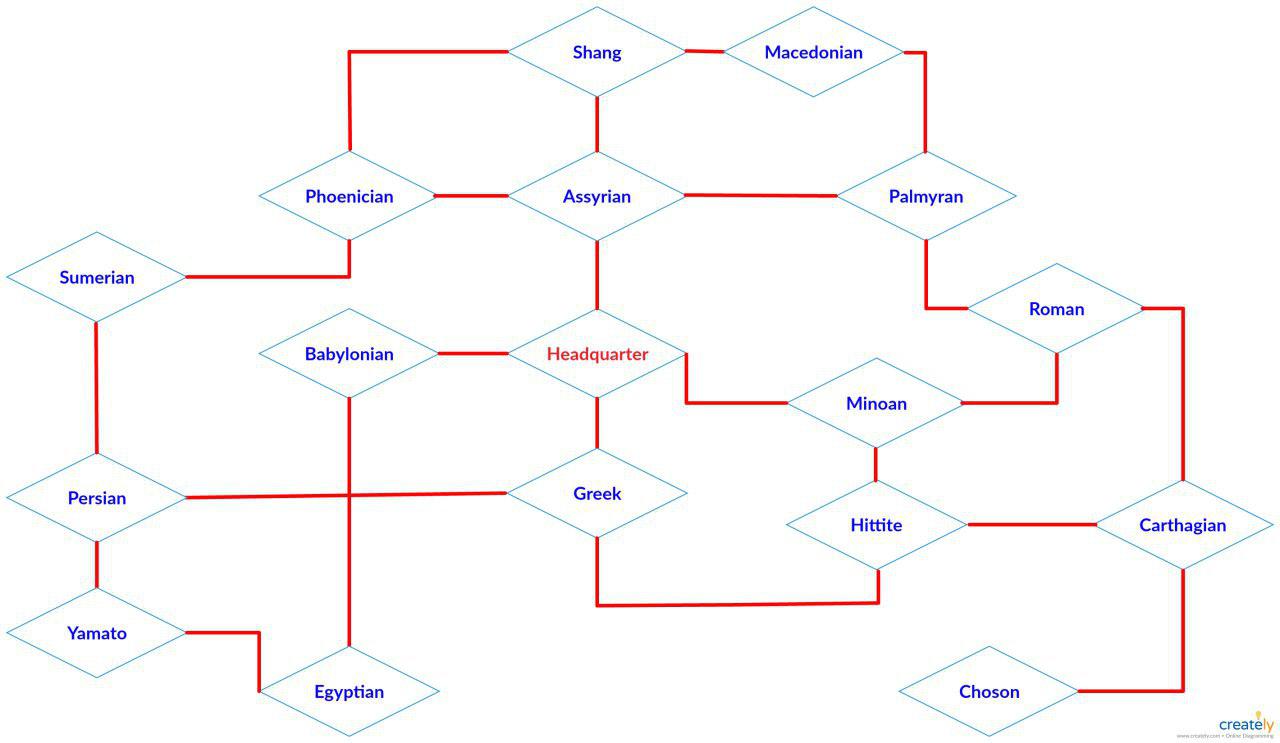 Shang
Macedonian
Phoenician
Assyrian
Palmyran
Sumerian
Roman
Babylonian
Headquarter
Minoan
Persian
Greek
Hittite
Carthagian
Yamato
Egyptian
Choson
creately
www.creately.com • Online Diagramming